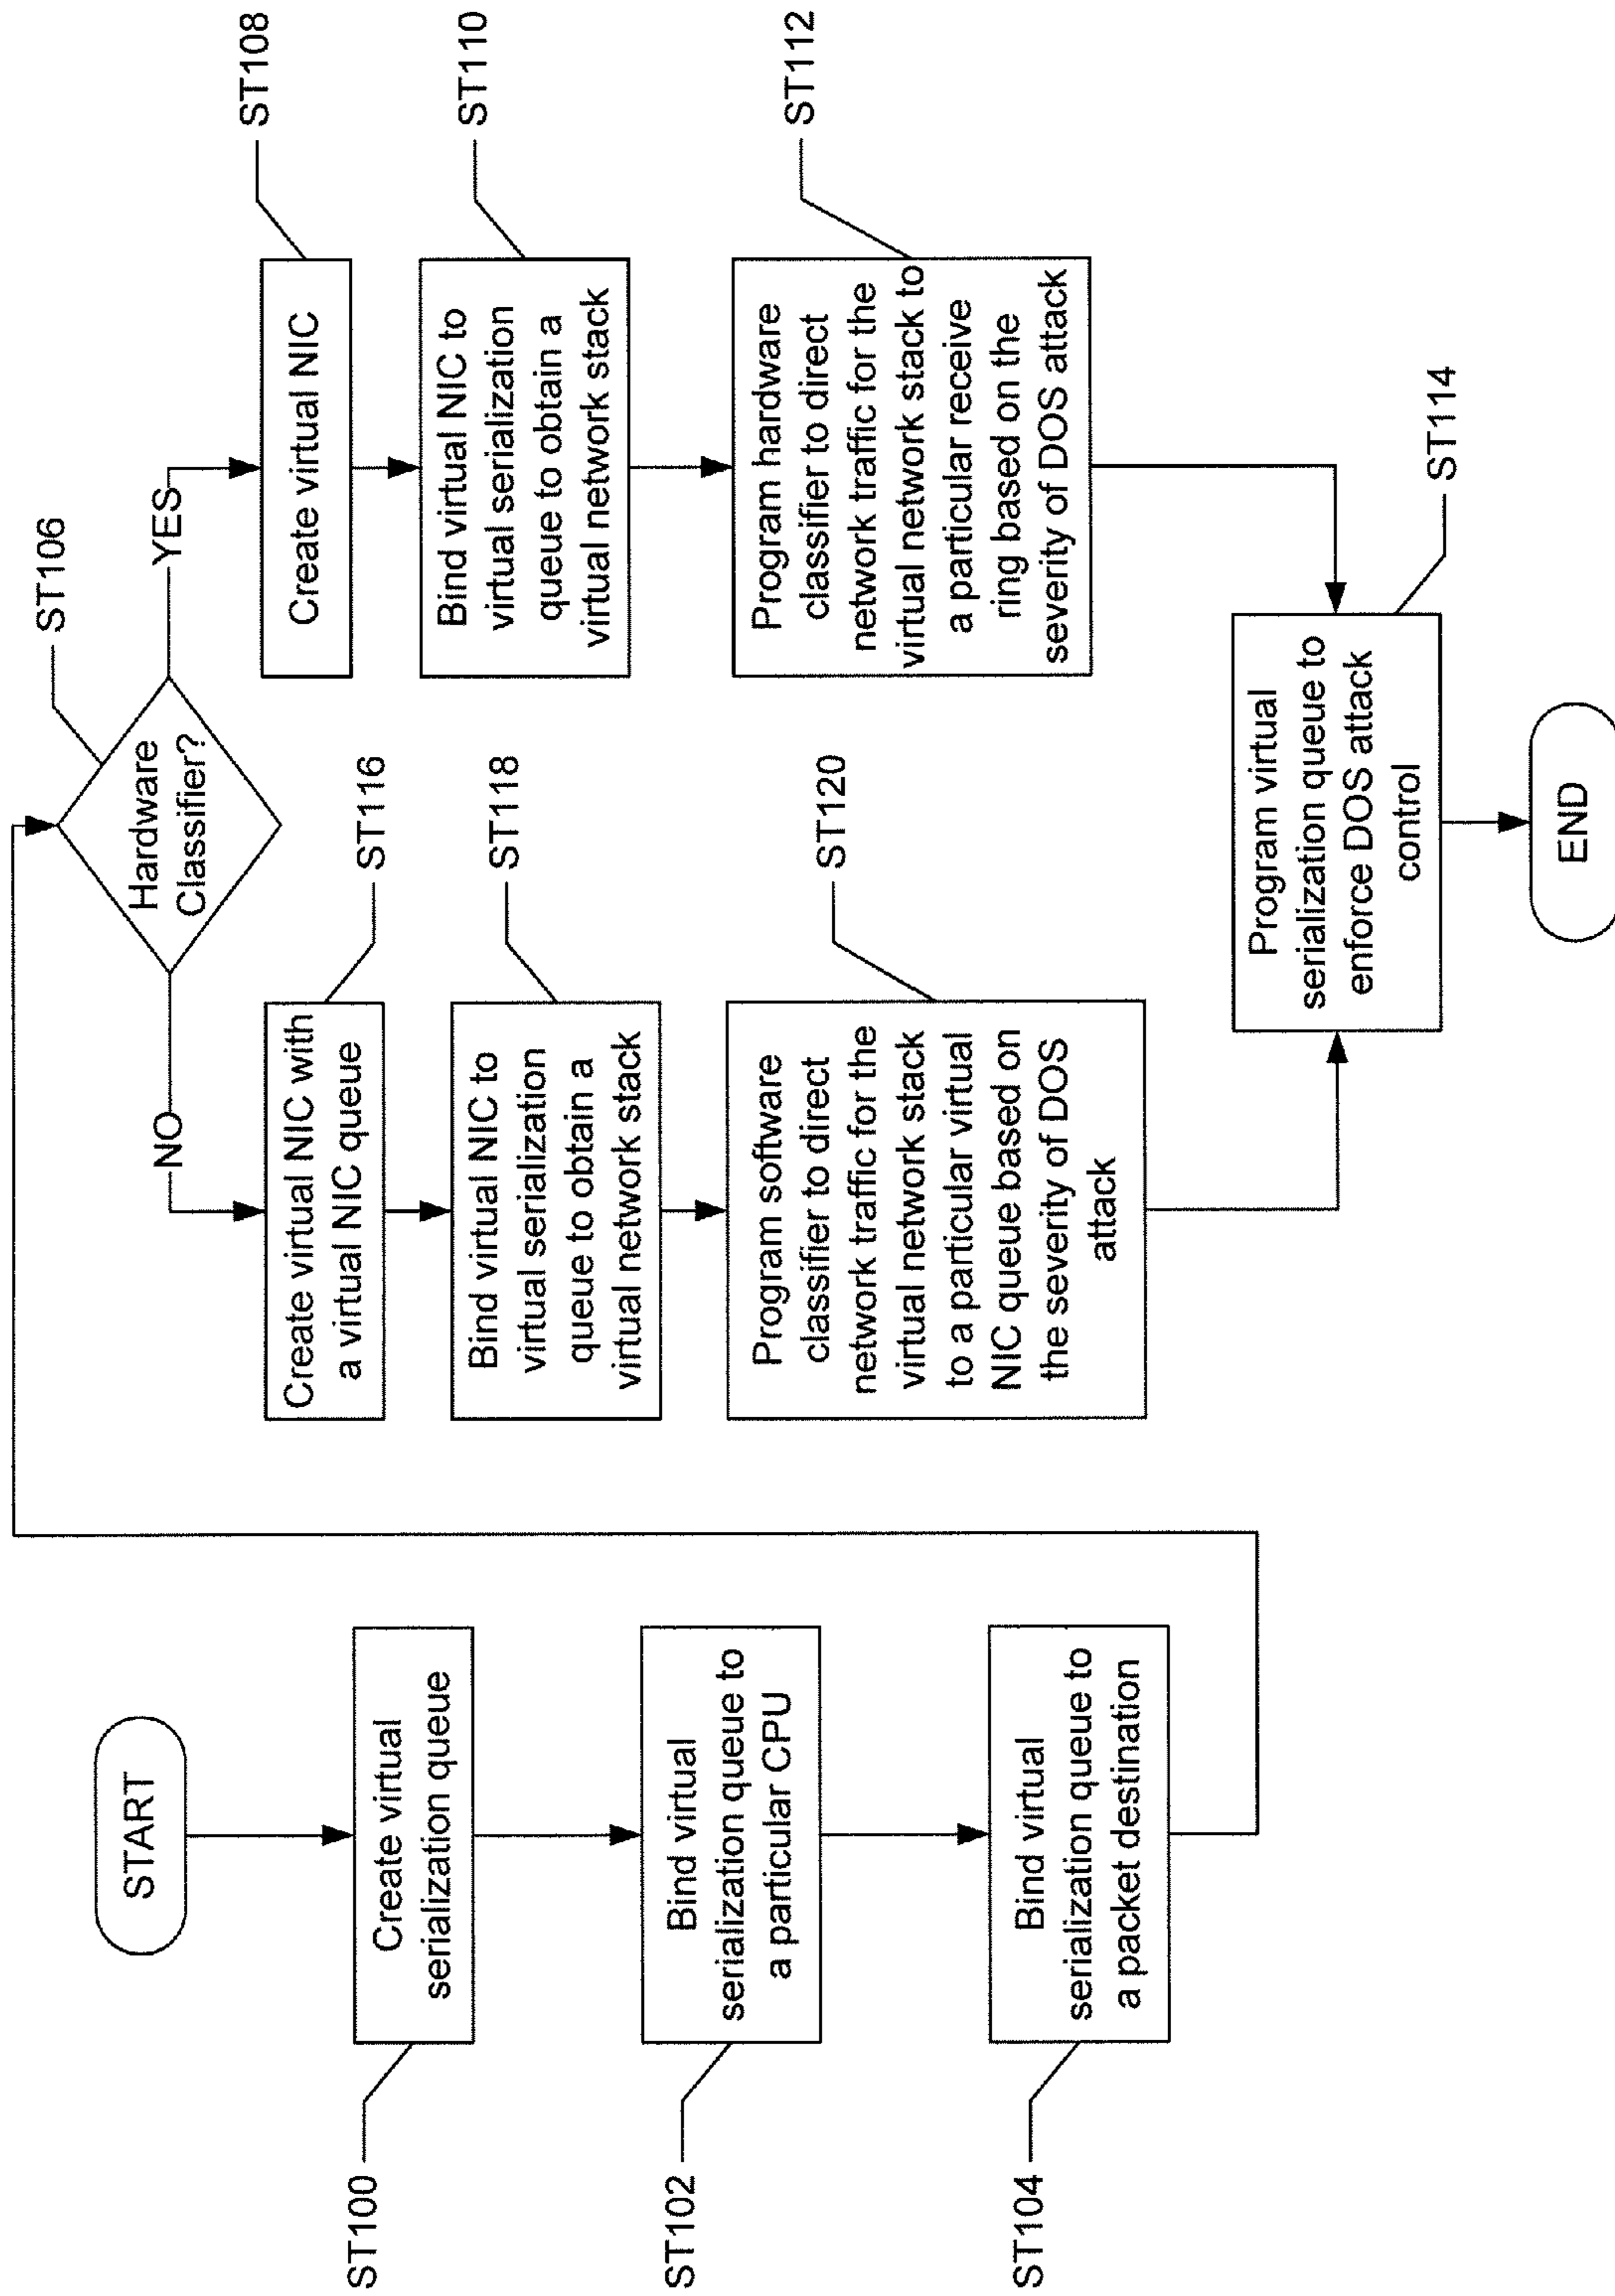 START
ST100
Create virtual
serialization queue
ST102
Bind virtual
serialization queue to
a particular CPU
ST104
Bind virtual
serialization queue to
a packet destination
ST106
Hardware
Classifier?
NO
YES
Create virtual NIC with
a virtual NIC queue
ST116
Bind virtual NIC to
virtual serialization
queue to obtain a
virtual network stack
ST118
Program software
classifier to direct
network traffic for the
virtual network stack
to a particular virtual
NIC queue based on
the severity of DOS
attack
ST120
Create virtual NIC
ST108
Bind virtual NIC to
virtual serialization
queue to obtain a
virtual network stack
ST110
Program hardware
classifier to direct
network traffic for the
virtual network stack to
a particular receive
ring based on the
severity of DOS attack
ST112
Program virtual
serialization queue to
enforce DOS attack
control
ST114
END